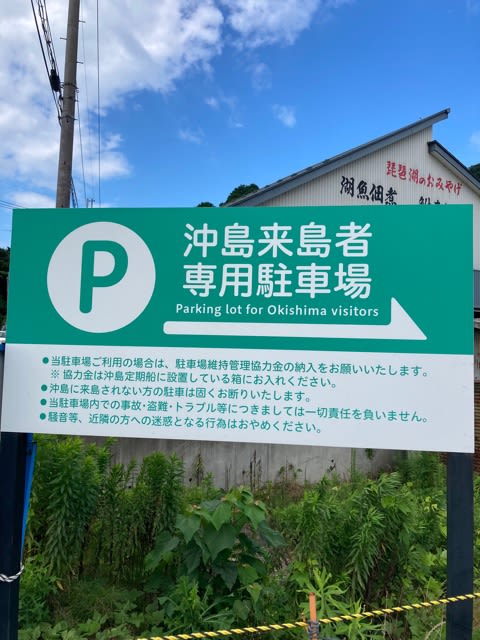 琵琶湖のおみやげ
湖魚佃煮
P
沖島来島者
専用駐車場
Parking lot for Okishima visitors
●当駐車場ご利用の場合は、駐車場維持管理協力金の納入をお願いいたします。
※ 協力金は沖島定期船に設置している箱にお入れください。
●沖島に来島されない方の駐車は固くお断りいたします。
●当駐車場内での事故･盗難･トラブル等につきましては一切責任を負いません。
●騒音等、近隣の方への迷惑となる行為はおやめください。